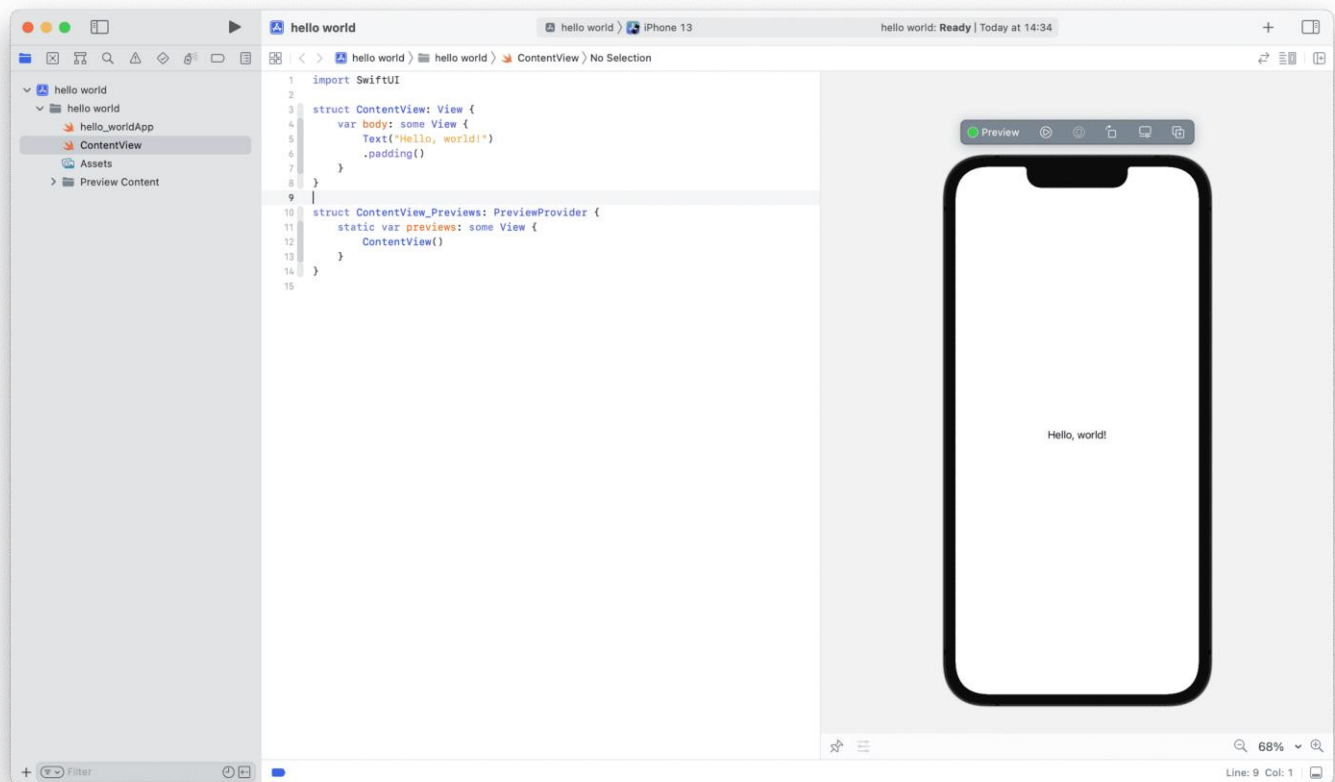 hello world
hello world 〉 iPhone 13
hello world: Ready | Today at 14:34
hello world 〉 hello world 〉 ContentView 〉 No Selection
hello world
hello world
hello_worldApp
ContentView
Assets
Preview Content
1 import SwiftUI
2
3 struct ContentView: View {
4     var body: some View {
5         Text("Hello, world!")
6         .padding()
7     }
8 }
9
10 struct ContentView_Previews: PreviewProvider {
11     static var previews: some View {
12         ContentView()
13     }
14 }
15
Preview
Hello, world!
68%
Filter
Line: 9 Col: 1